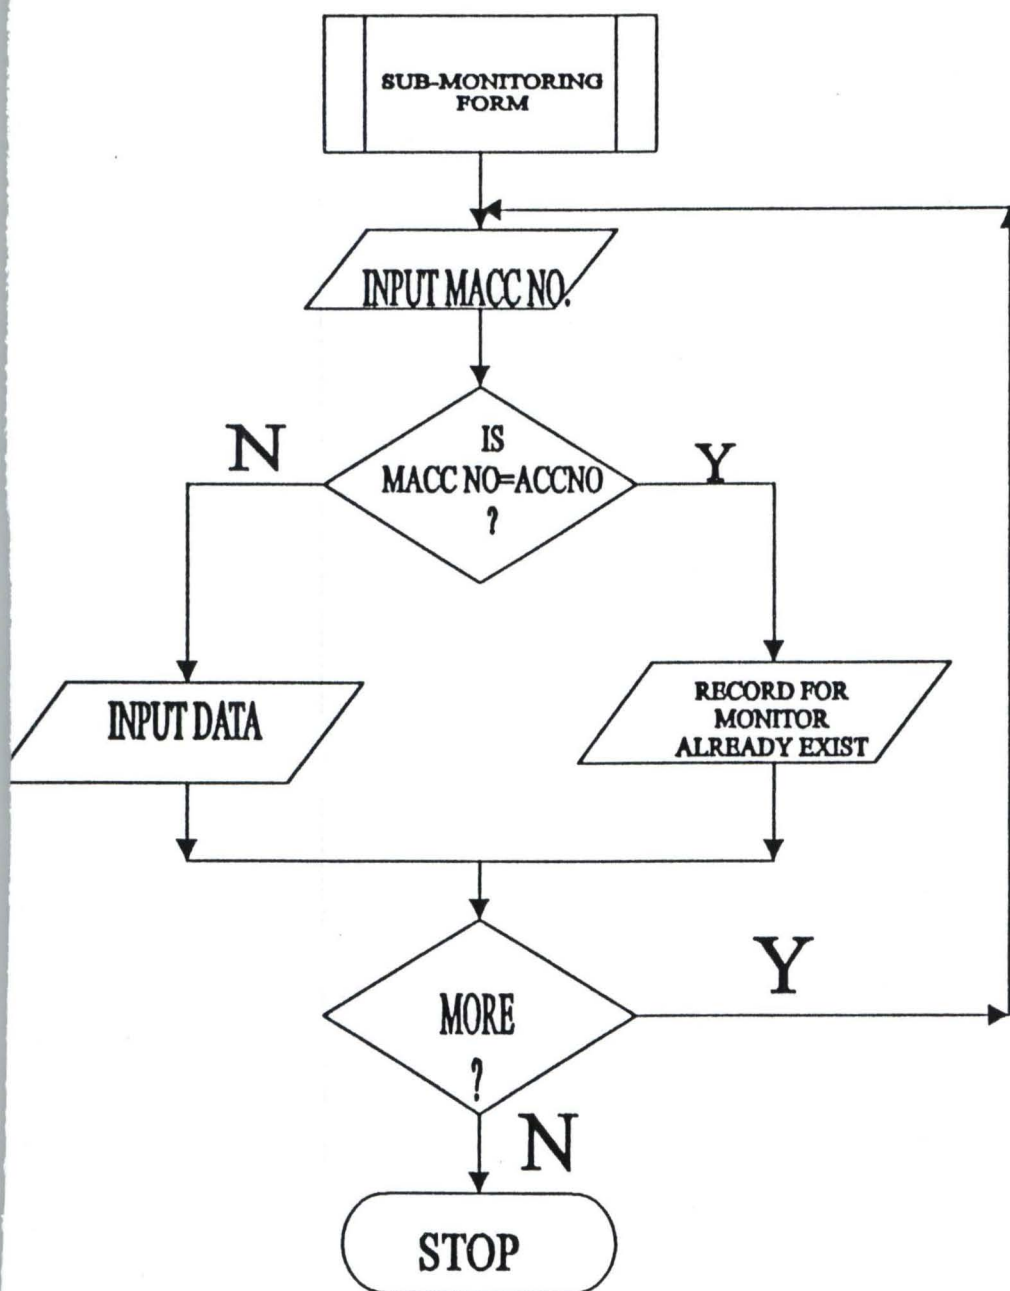 SUB-MONITORING
FORM
INPUT MACC NO.
N
IS
Y
MACC NO=ACCNO
?
INPUT DATA
RECORD FOR
MONITOR
ALREADY EXIST
Y
MORE
?
N
STOP